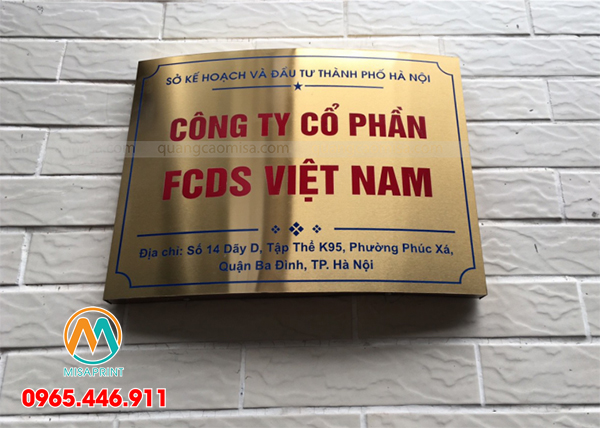 SỞ KẾ HOẠCH VÀ ĐẦU TƯ THÀNH PHỐ HÀ NỘI
CÔNG TY CỔ PHẦN
quangcaomisa.com
FCDS VIỆT NAM
Địa chỉ: Số 14 Dãy D, Tập Thể K95, Phường Phúc Xá,
Quận Ba Đình, TP. Hà Nội
MISAPRINT
0965.446.911